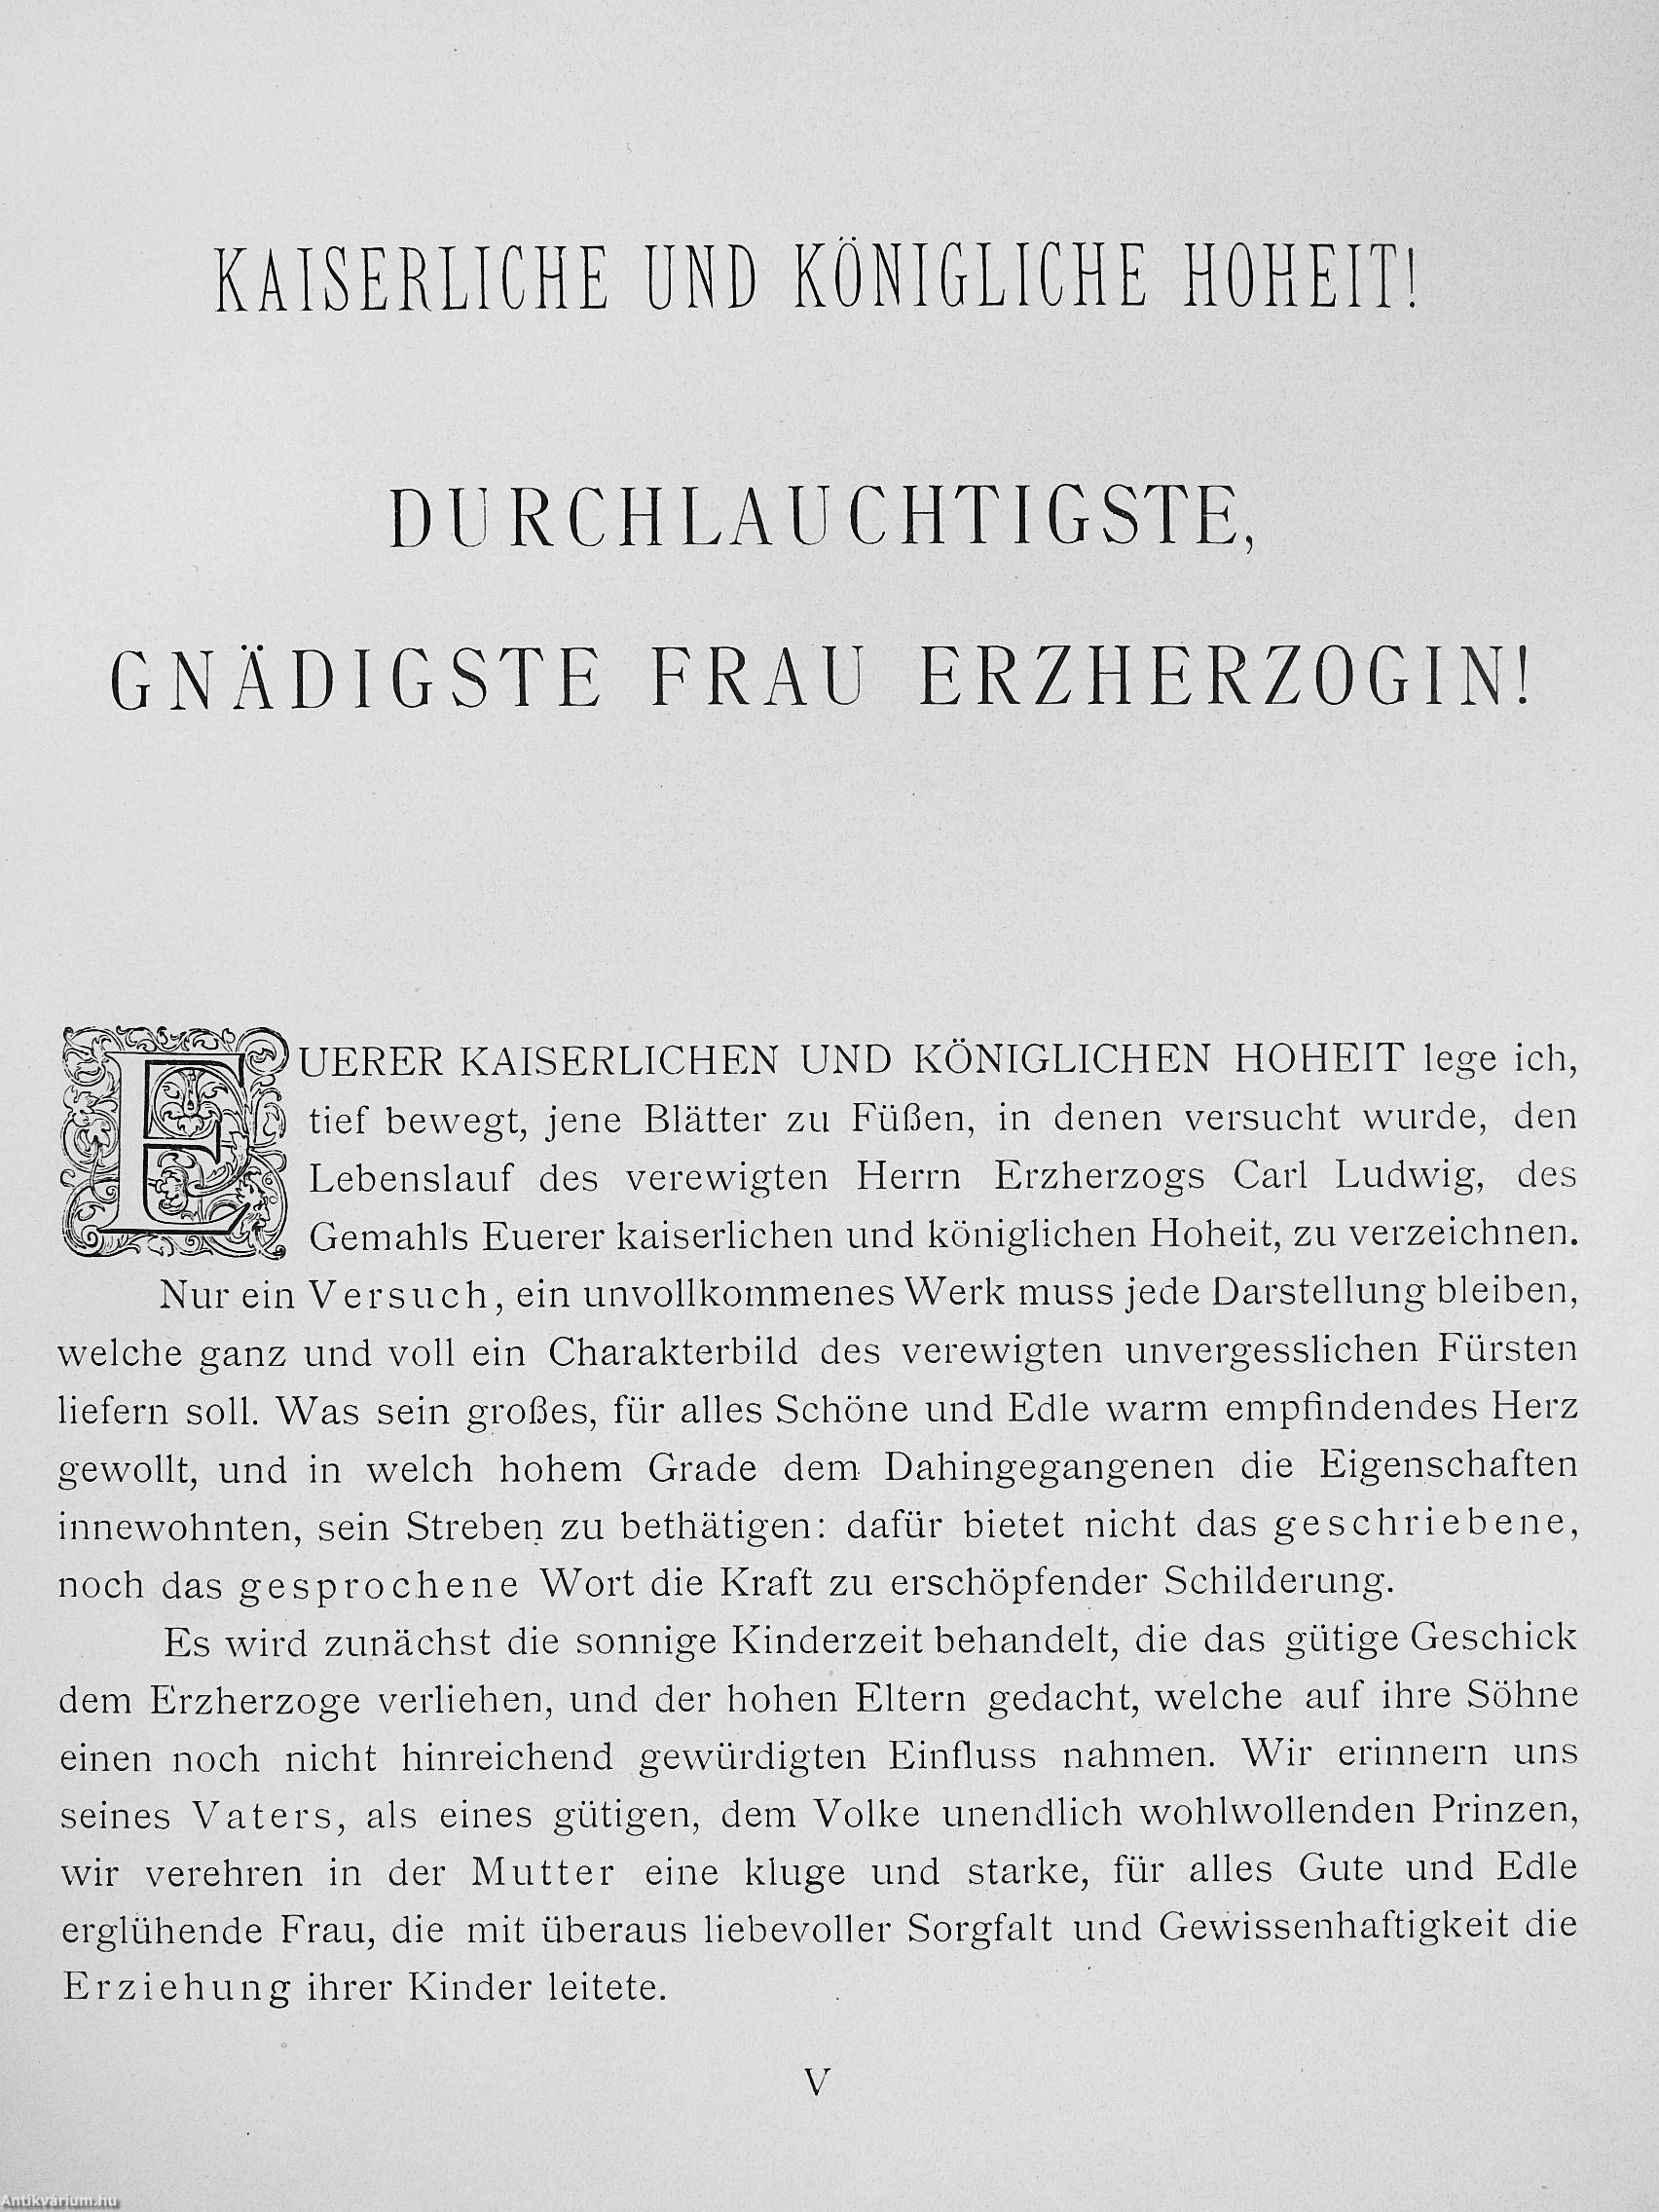 KAISERLICHE UND KÖNIGLICHE HOHEIT!
DURCHLAUCHTIGSTE,
GNÄDIGSTE FRAU ERZHERZOGIN!
EUERER KAISERLICHEN UND KÖNIGLICHEN HOHEIT lege ich,
tief bewegt, jene Blätter zu Füßen, in denen versucht wurde, den
Lebenslauf des verewigten Herrn Erzherzogs Carl Ludwig, des
Gemahls Euerer kaiserlichen und königlichen Hoheit, zu verzeichnen.
Nur ein Versuch, ein unvollkommenes Werk muss jede Darstellung bleiben,
welche ganz und voll ein Charakterbild des verewigten unvergesslichen Fürsten
liefern soll. Was sein großes, für alles Schöne und Edle warm empfindendes Herz
gewollt, und in welch hohem Grade dem Dahingegangenen die Eigenschaften
innewohnten, sein Streben zu bethätigen: dafür bietet nicht das geschriebene,
noch das gesprochene Wort die Kraft zu erschöpfender Schilderung.
Es wird zunächst die sonnige Kinderzeit behandelt, die das gütige Geschick
dem Erzherzoge verliehen, und der hohen Eltern gedacht, welche auf ihre Söhne
einen noch nicht hinreichend gewürdigten Einfluss nahmen. Wir erinnern uns
seines Vaters, als eines gütigen, dem Volke unendlich wohlwollenden Prinzen,
wir verehren in der Mutter eine kluge und starke, für alles Gute und Edle
erglühende Frau, die mit überaus liebevoller Sorgfalt und Gewissenhaftigkeit die
Erziehung ihrer Kinder leitete.
V
Antikvárium.hu